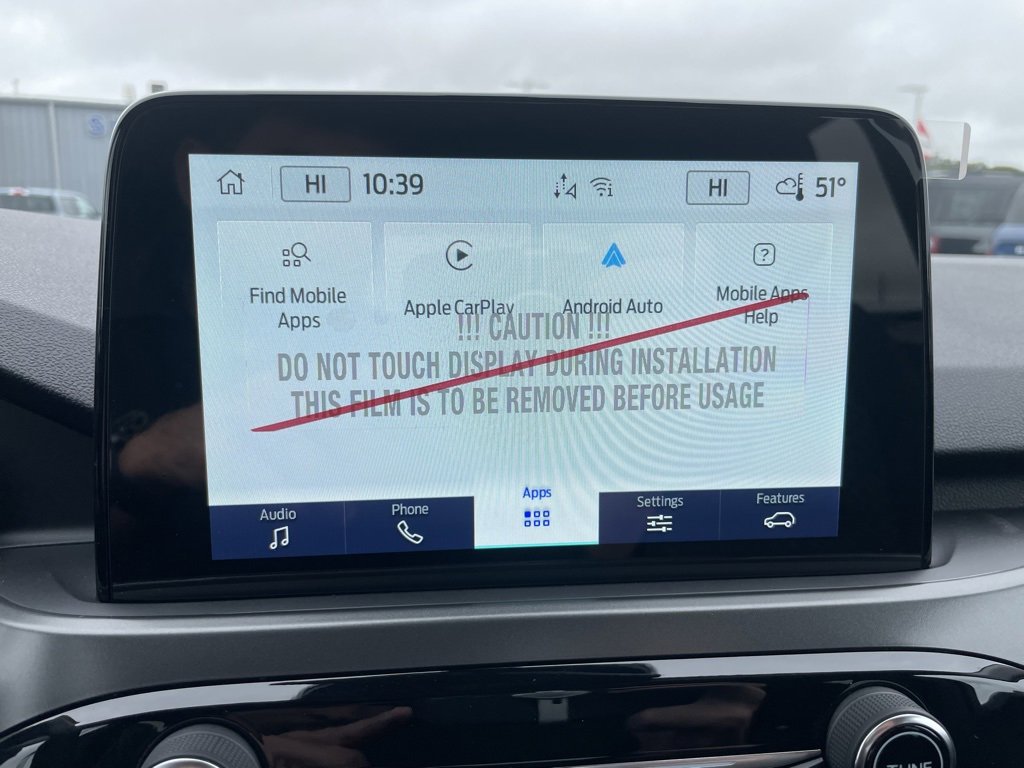 HI 10:39 HI 51°
Find Mobile
Apps
Apple CarPlay
Android Auto
Mobile Apps
Help
!!! CAUTION !!!
DO NOT TOUCH DISPLAY DURING INSTALLATION
THIS FILM IS TO BE REMOVED BEFORE USAGE
Audio
Phone
Apps
Settings
Features
TUNE